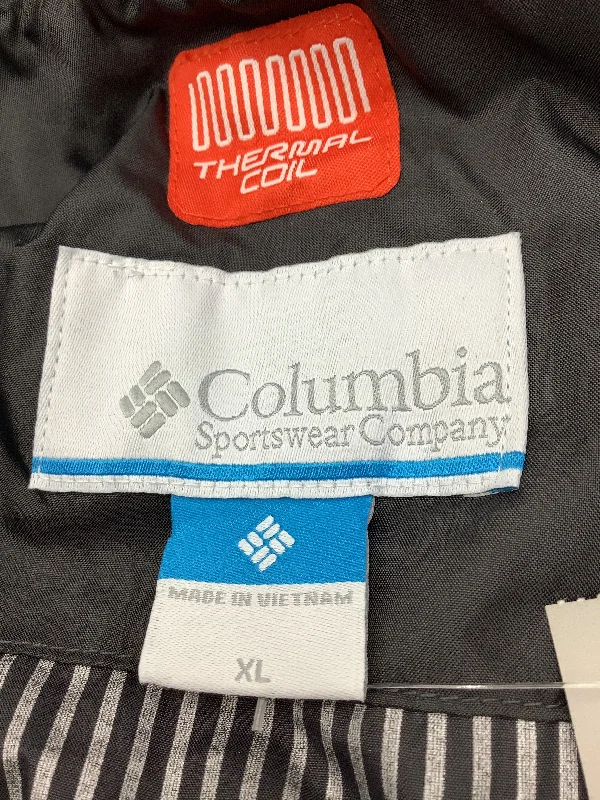 THERMAL
COIL
Columbia
Sportswear Company
MADE IN VIETNAM
XL